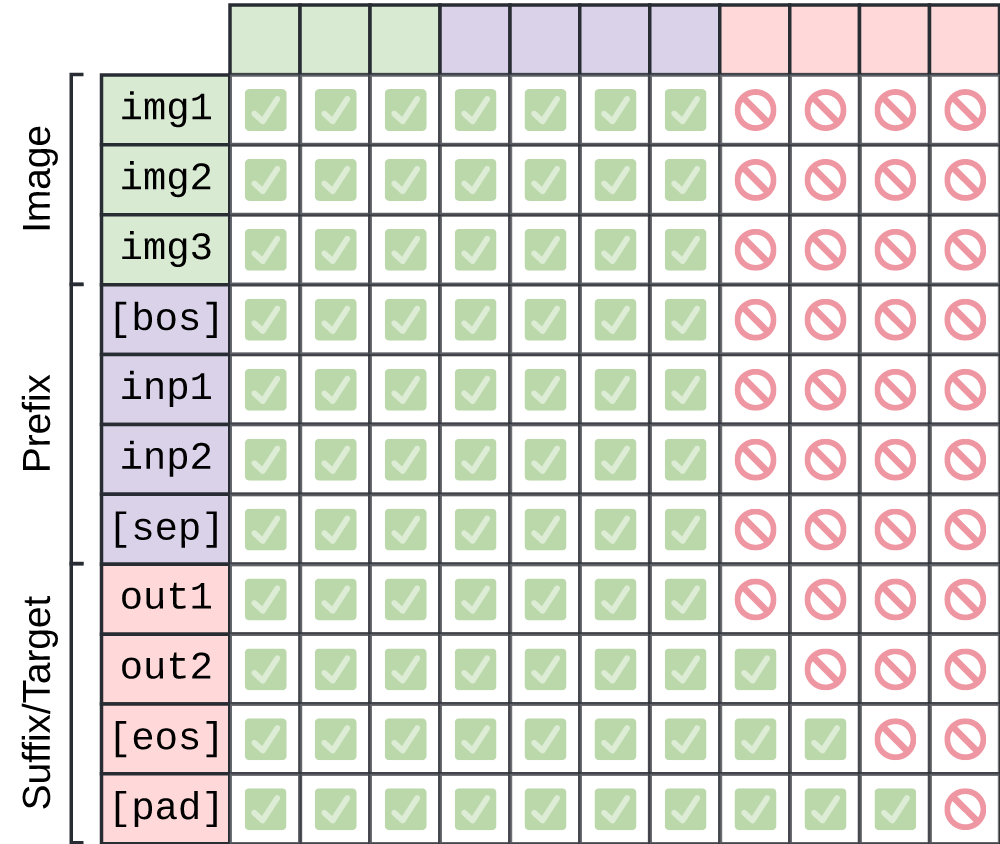 Image
img1
img2
img3
Prefix
[bos]
inp1
inp2
[sep]
Suffix/Target
out1
out2
[eos]
[pad]